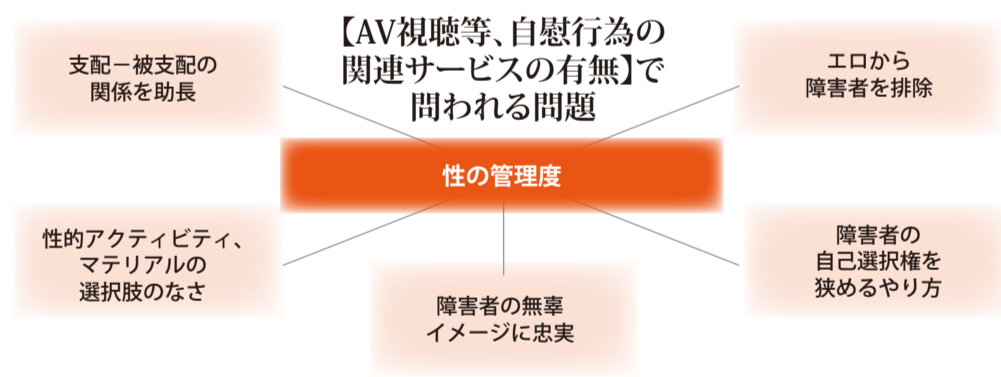 【AV視聴等、自慰行為の
関連サービスの有無】で
問われる問題
支配－被支配の
関係を助長
エロから
障害者を排除
性の管理度
性的アクティビティ、
マテリアルの
選択肢のなさ
障害者の無辜
イメージに忠実
障害者の
自己選択権を
狭めるやり方